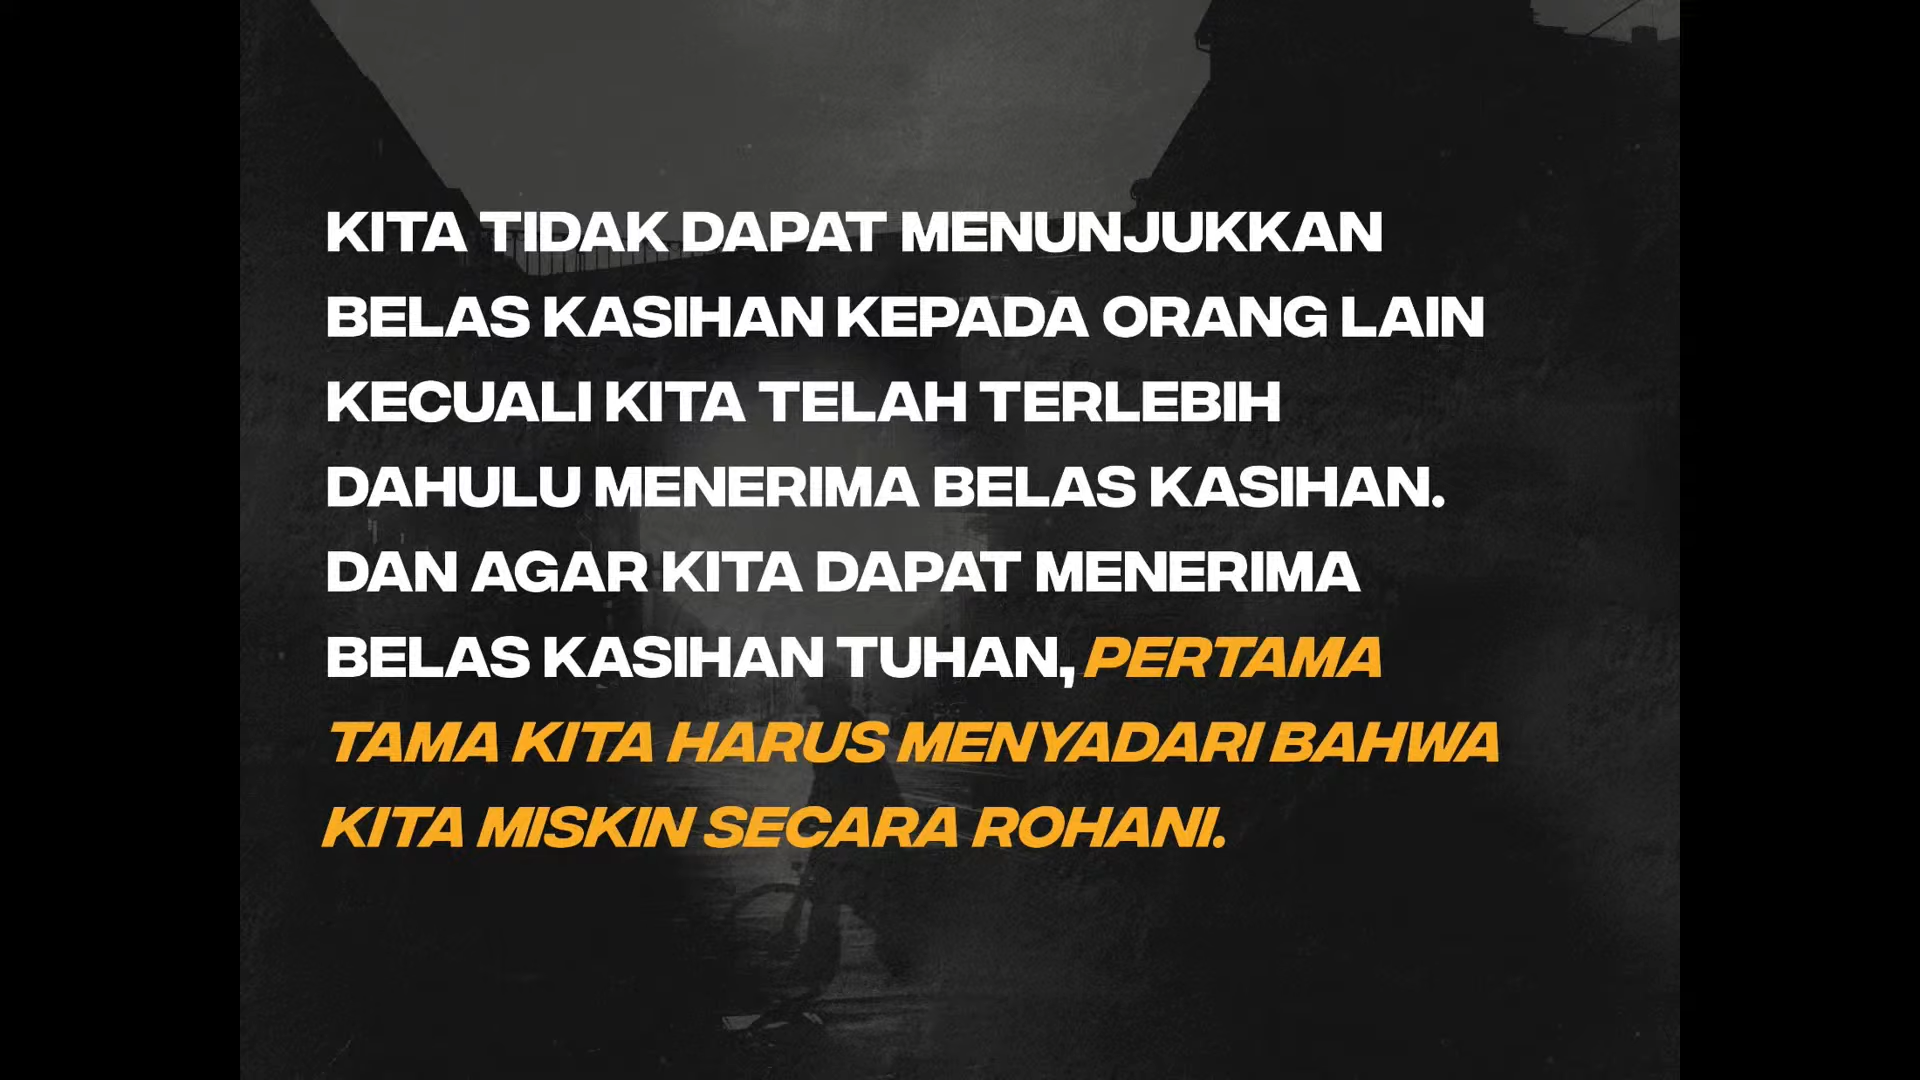 KITA TIDAK DAPAT MENUNJUKKAN
BELAS KASIHAN KEPADA ORANG LAIN
KECUALI KITA TELAH TERLEBIH
DAHULU MENERIMA BELAS KASIHAN.
DAN AGAR KITA DAPAT MENERIMA
BELAS KASIHAN TUHAN, PERTAMA
TAMA KITA HARUS MENYADARI BAHWA
KITA MISKIN SECARA ROHANI.